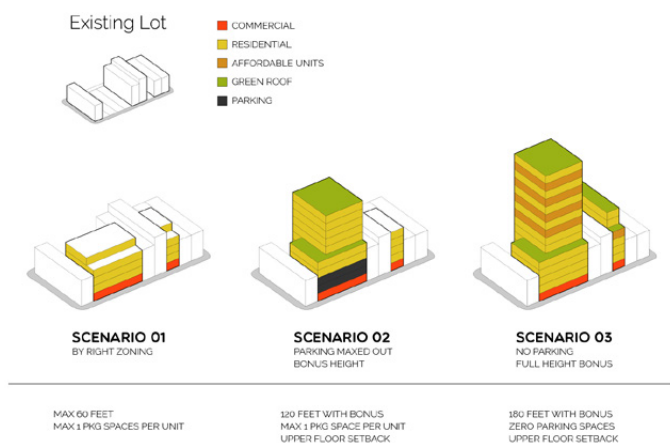 Existing Lot
COMMERCIAL
RESIDENTIAL
AFFORDABLE UNITS
GREEN ROOF
PARKING
SCENARIO 01
BY RIGHT ZONING
SCENARIO 02
PARKING MAXED OUT
BONUS HEIGHT
SCENARIO 03
NO PARKING
FULL HEIGHT BONUS
MAX 60 FEET
MAX 1 PKG SPACES PER UNIT
120 FEET WITH BONUS
MAX 1 PKG SPACE PER UNIT
UPPER FLOOR SETBACK
180 FEET WITH BONUS
ZERO PARKING SPACES
UPPER FLOOR SETBACK